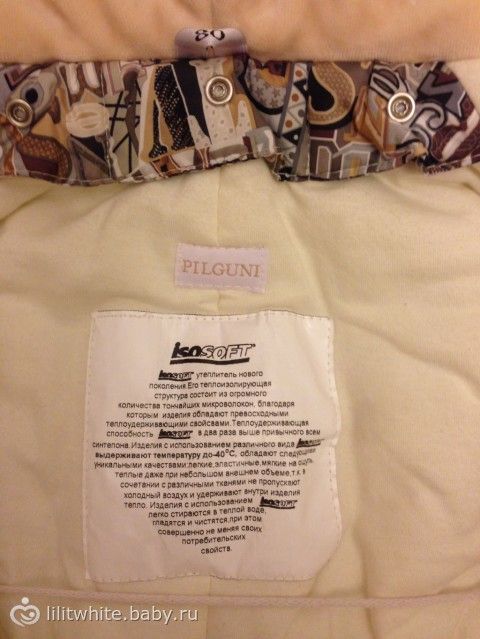 80
PILGUNI
isosoft
isosoft утеплитель нового
поколения Его теплоизолирующая
структура состоит из огромного
количества тончайших микроволокон, благодаря
которым изделия обладают превосходными
теплоудерживающими свойсвами.Теплоудерживающая
способность isosoft в два раза выше привычного всем
синтепона.Изделия с использованием различного вида isosoft
выдерживают температуру до-40°С, обладают следующ
уникальными качествами:легкие,эластичные,мягкие на ощупь,
теплые даже при небольшом внешнем объеме,т.к. в
сочетании с различными тканями не пропускают
холодный воздух и удерживают внутри изделия
тепло. Изделия с использованием isosoft
легко стираются в теплой воде,
гладятся и чистятся,при этом
совершенно не меняя своих
потребительских
свойств.
lilitwhite.baby.ru